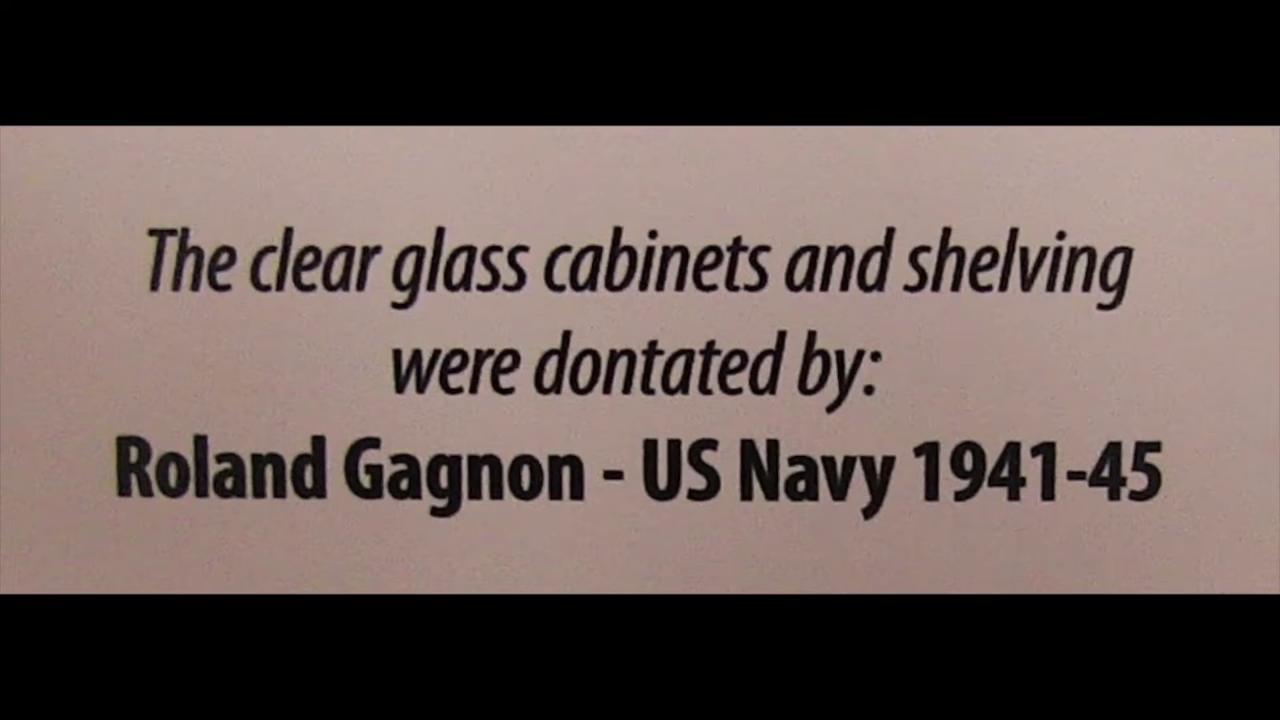 The clear glass cabinets and shelving
were dontated by:
Roland Gagnon - US Navy 1941-45